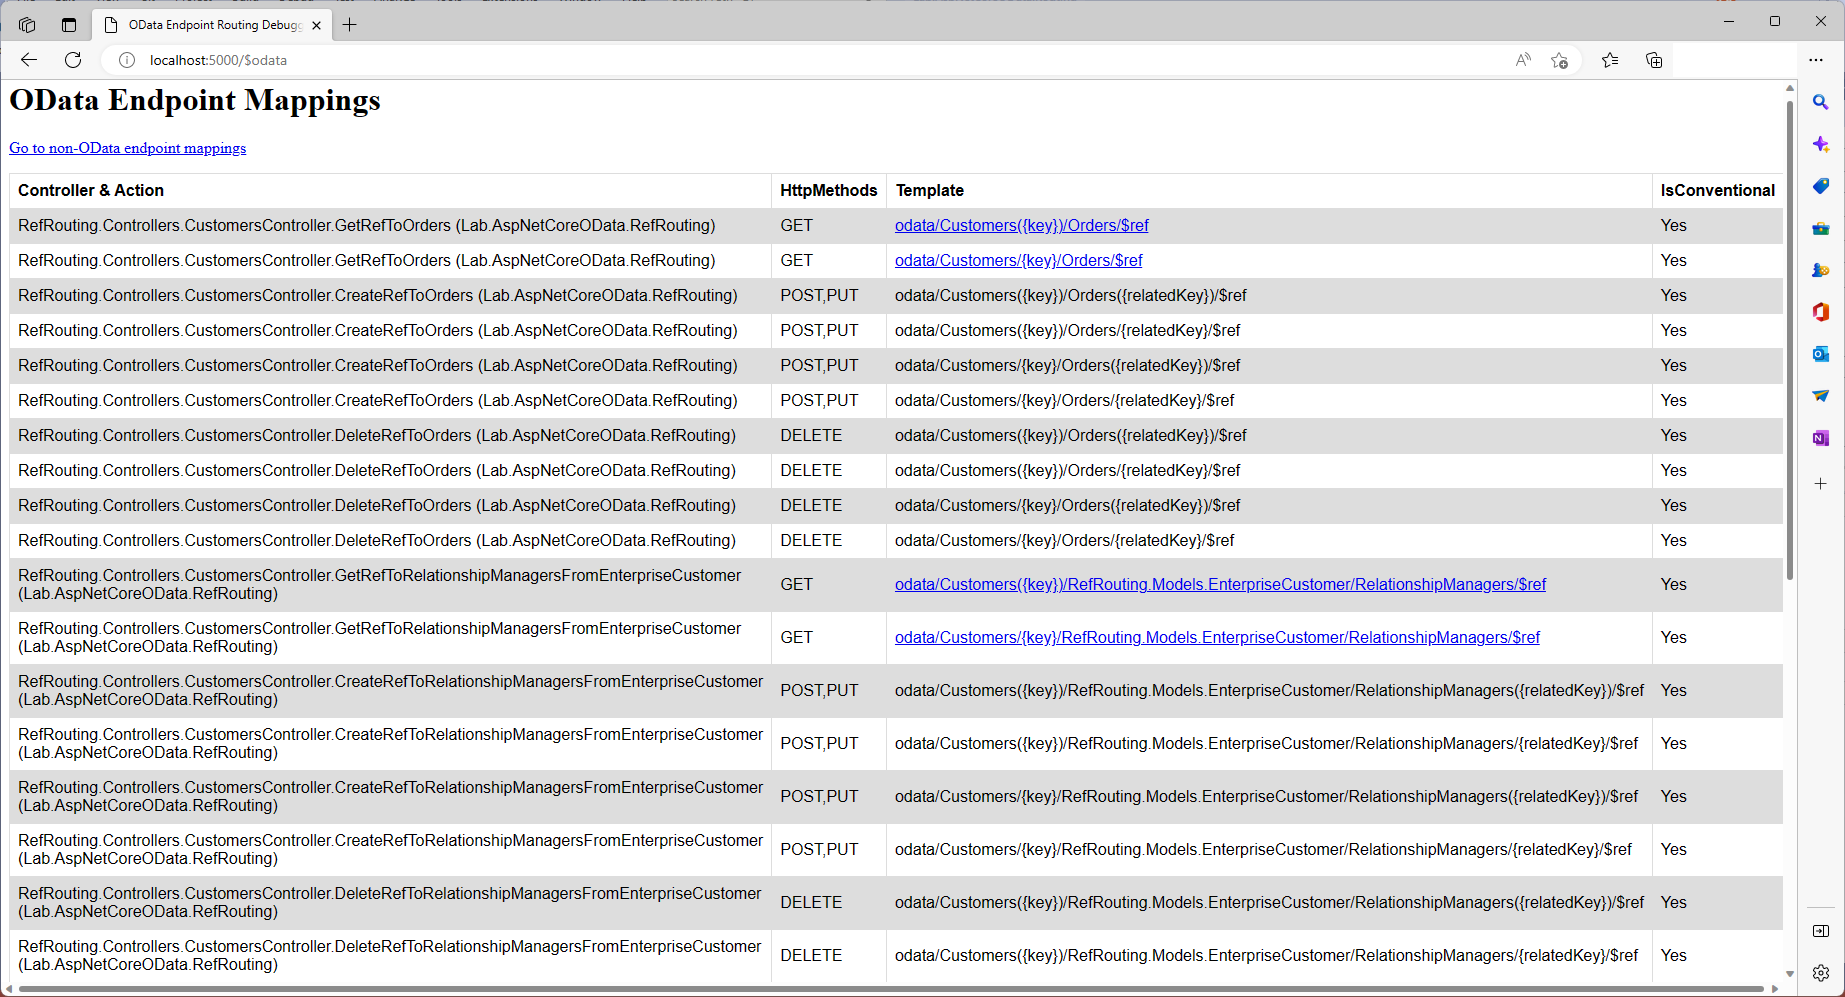 OData Endpoint Routing Debugg
localhost:5000/$odata
OData Endpoint Mappings
Go to non-OData endpoint mappings
Controller & Action HttpMethods Template IsConventional
RefRouting.Controllers.CustomersController.GetRefToOrders (Lab.AspNetCoreOData.RefRouting) GET odata/Customers({key})/Orders/$ref Yes
RefRouting.Controllers.CustomersController.GetRefToOrders (Lab.AspNetCoreOData.RefRouting) GET odata/Customers/{key}/Orders/$ref Yes
RefRouting.Controllers.CustomersController.CreateRefToOrders (Lab.AspNetCoreOData.RefRouting) POST,PUT odata/Customers({key})/Orders({relatedKey})/$ref Yes
RefRouting.Controllers.CustomersController.CreateRefToOrders (Lab.AspNetCoreOData.RefRouting) POST,PUT odata/Customers({key})/Orders/{relatedKey}/$ref Yes
RefRouting.Controllers.CustomersController.CreateRefToOrders (Lab.AspNetCoreOData.RefRouting) POST,PUT odata/Customers/{key}/Orders({relatedKey})/$ref Yes
RefRouting.Controllers.CustomersController.CreateRefToOrders (Lab.AspNetCoreOData.RefRouting) POST,PUT odata/Customers/{key}/Orders/{relatedKey}/$ref Yes
RefRouting.Controllers.CustomersController.DeleteRefToOrders (Lab.AspNetCoreOData.RefRouting) DELETE odata/Customers({key})/Orders({relatedKey})/$ref Yes
RefRouting.Controllers.CustomersController.DeleteRefToOrders (Lab.AspNetCoreOData.RefRouting) DELETE odata/Customers({key})/Orders/{relatedKey}/$ref Yes
RefRouting.Controllers.CustomersController.DeleteRefToOrders (Lab.AspNetCoreOData.RefRouting) DELETE odata/Customers/{key}/Orders({relatedKey})/$ref Yes
RefRouting.Controllers.CustomersController.DeleteRefToOrders (Lab.AspNetCoreOData.RefRouting) DELETE odata/Customers/{key}/Orders/{relatedKey}/$ref Yes
RefRouting.Controllers.CustomersController.GetRefToRelationshipManagersFromEnterpriseCustomer
(Lab.AspNetCoreOData.RefRouting) GET odata/Customers({key})/RefRouting.Models.EnterpriseCustomer/RelationshipManagers/$ref Yes
RefRouting.Controllers.CustomersController.GetRefToRelationshipManagersFromEnterpriseCustomer
(Lab.AspNetCoreOData.RefRouting) GET odata/Customers/{key}/RefRouting.Models.EnterpriseCustomer/RelationshipManagers/$ref Yes
RefRouting.Controllers.CustomersController.CreateRefToRelationshipManagersFromEnterpriseCustomer
(Lab.AspNetCoreOData.RefRouting) POST,PUT odata/Customers({key})/RefRouting.Models.EnterpriseCustomer/RelationshipManagers({relatedKey})/$ref Yes
RefRouting.Controllers.CustomersController.CreateRefToRelationshipManagersFromEnterpriseCustomer
(Lab.AspNetCoreOData.RefRouting) POST,PUT odata/Customers({key})/RefRouting.Models.EnterpriseCustomer/RelationshipManagers/{relatedKey}/$ref Yes
RefRouting.Controllers.CustomersController.CreateRefToRelationshipManagersFromEnterpriseCustomer
(Lab.AspNetCoreOData.RefRouting) POST,PUT odata/Customers/{key}/RefRouting.Models.EnterpriseCustomer/RelationshipManagers({relatedKey})/$ref Yes
RefRouting.Controllers.CustomersController.CreateRefToRelationshipManagersFromEnterpriseCustomer
(Lab.AspNetCoreOData.RefRouting) POST,PUT odata/Customers/{key}/RefRouting.Models.EnterpriseCustomer/RelationshipManagers/{relatedKey}/$ref Yes
RefRouting.Controllers.CustomersController.DeleteRefToRelationshipManagersFromEnterpriseCustomer
(Lab.AspNetCoreOData.RefRouting) DELETE odata/Customers({key})/RefRouting.Models.EnterpriseCustomer/RelationshipManagers({relatedKey})/$ref Yes
RefRouting.Controllers.CustomersController.DeleteRefToRelationshipManagersFromEnterpriseCustomer
(Lab.AspNetCoreOData.RefRouting) DELETE odata/Customers({key})/RefRouting.Models.EnterpriseCustomer/RelationshipManagers/{relatedKey}/$ref Yes